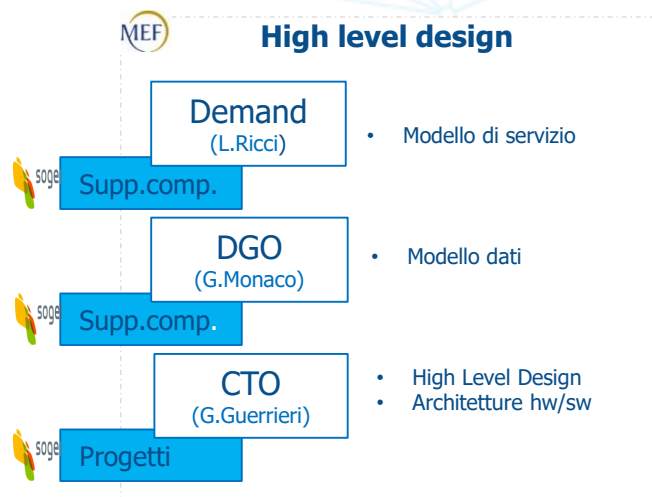 MEF
High level design
Demand
(L.Ricci)
• Modello di servizio
soge
Supp.comp.
DGO
(G.Monaco)
• Modello dati
soge
Supp.comp.
CTO
(G.Guerrieri)
• High Level Design
• Architetture hw/sw
soge
Progetti